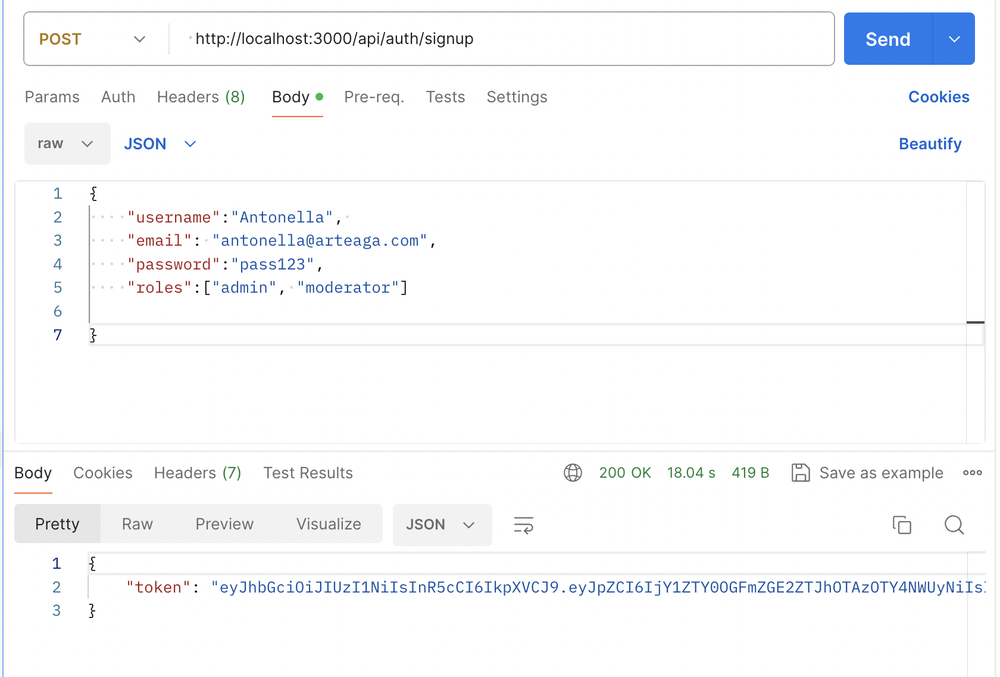 POST http://localhost:3000/api/auth/signup Send
Params Auth Headers (8) Body Pre-req. Tests Settings Cookies
raw JSON Beautify
1 {
2 "username":"Antonella",
3 "email": "antonella@arteaga.com",
4 "password":"pass123",
5 "roles":["admin", "moderator"]
6
7 }
Body Cookies Headers (7) Test Results 200 OK 18.04 s 419 B Save as example
Pretty Raw Preview Visualize JSON
1 {
2 "token": "eyJhbGciOiJIUzI1NiIsInR5cCI6IkpXVCJ9.eyJpZCI6IjY1ZTY0OGFmZGE2ZTJhOTAzOTY4NWUyNiIsI
3 }